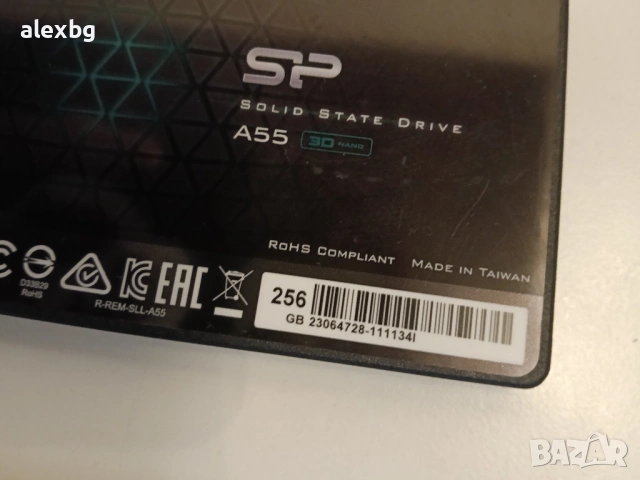 alexbg
SP
SOLID STATE DRIVE
A55 3D NAND
ROHS COMPLIANT MADE IN TAIWAN
D33B29
RoHS
R-REM-SLL-A55
EAC
256
GB 23064728-111134I
BAZAR